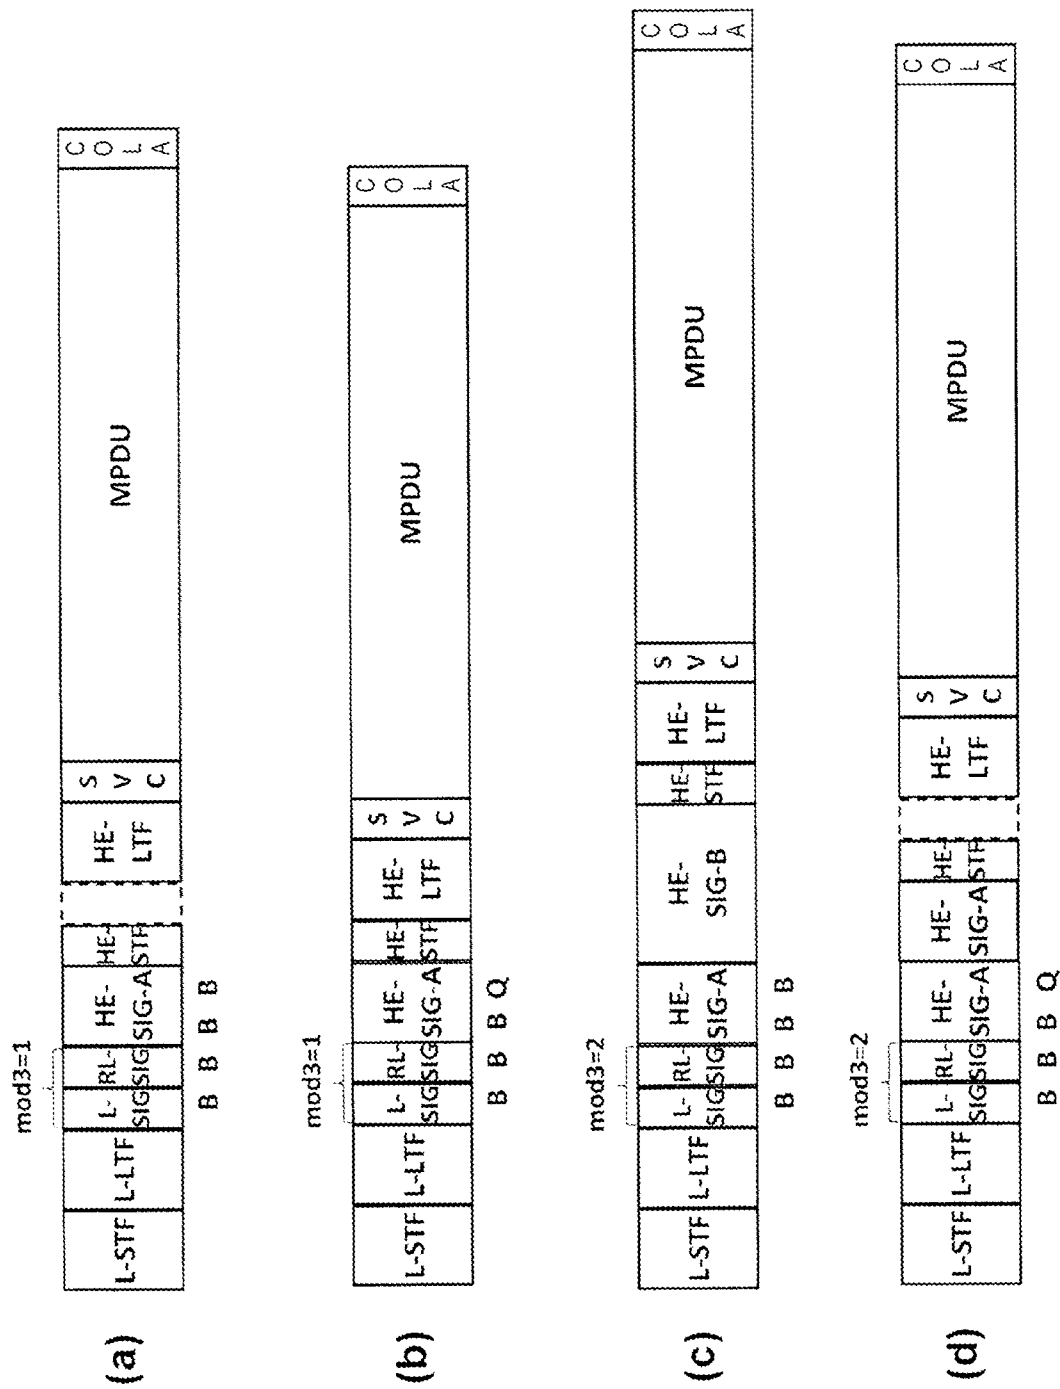 mod3=1
(a)
L-STF
L-LTF
L-
SIG
RL-
SIG
HE-
SIG-A
HE-
STF
HE-
LTF
S
V
C
MPDU
C
O
L
A
B B B B
mod3=1
(b)
L-STF
L-LTF
L-
SIG
RL-
SIG
HE-
SIG-A
HE-
STF
HE-
LTF
S
V
C
MPDU
C
O
L
A
B B B Q
mod3=2
(c)
L-STF
L-LTF
L-
SIG
RL-
SIG
HE-
SIG-A
HE-
SIG-B
HE-
STF
HE-
LTF
S
V
C
MPDU
C
O
L
A
B B B B
mod3=2
(d)
L-STF
L-LTF
L-
SIG
RL-
SIG
HE-
SIG-A
HE-
SIG-A
HE-
STF
HE-
LTF
S
V
C
MPDU
C
O
L
A
B B B Q